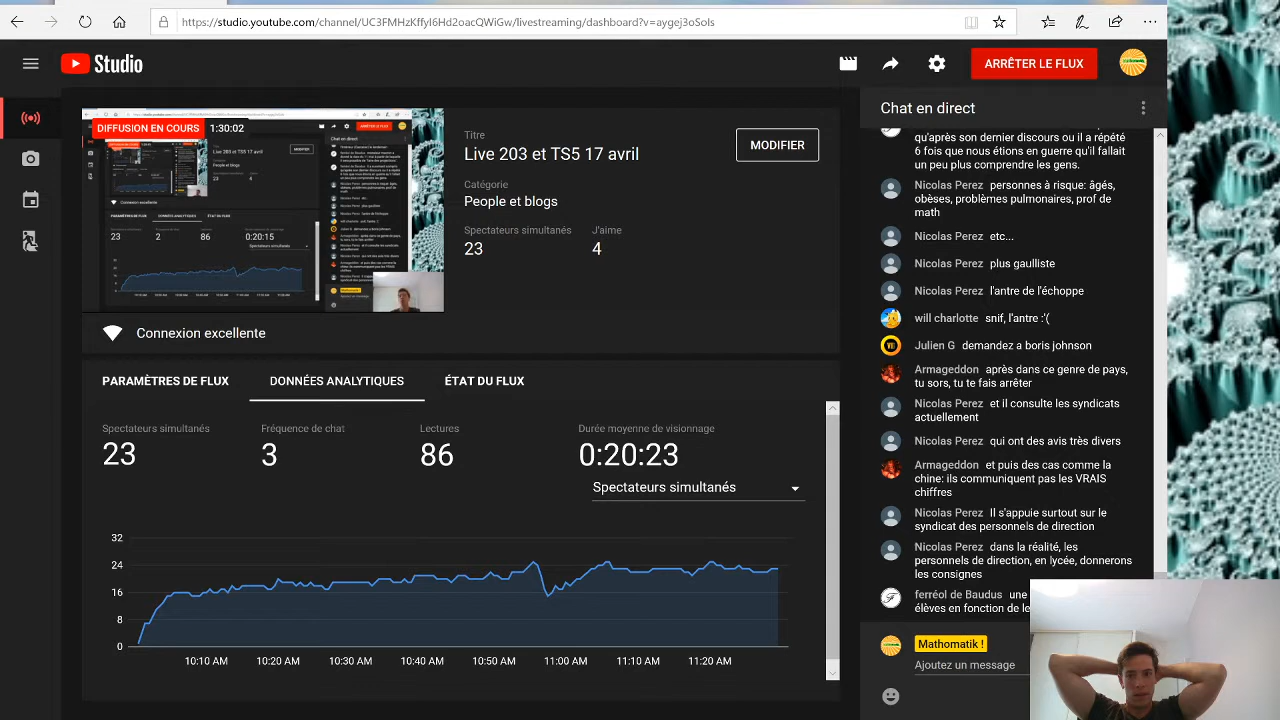 https://studio.youtube.com/channel/UC3FMHzKffyl6Hd2oacQWiGw/livestreaming/dashboard?v=aygej3oSoIs
Studio
ARRÊTER LE FLUX
DIFFUSION EN COURS 1:30:02
Titre
Live 203 et TS5 17 avril
MODIFIER
Catégorie
People et blogs
Spectateurs simultanés
J'aime
23
4
Connexion excellente
PARAMÈTRES DE FLUX
DONNÉES ANALYTIQUES
ÉTAT DU FLUX
Spectateurs simultanés
Fréquence de chat
Lectures
Durée moyenne de visionnage
23
3
86
0:20:23
Spectateurs simultanés
32
24
16
8
0
10:10 AM
10:20 AM
10:30 AM
10:40 AM
10:50 AM
11:00 AM
11:10 AM
11:20 AM
Chat en direct
qu'après son dernier discours ou il a répété
6 fois que nous étions en guerre, il fallait
un peu plus comprendre les gens.
Nicolas Perez
obèses, problèmes pulmonaires, prof de
math
Nicolas Perez etc...
Nicolas Perez plus gaulliste
Nicolas Perez l'antre de l'europpe
will charlotte snif, l'antre :'(
Julien G demandez a boris johnson
Armageddon après dans ce genre de pays,
tu sors, tu te fais arrêter
Nicolas Perez et il consulte les syndicats
actuellement
Nicolas Perez qui ont des avis très divers
Armageddon et puis des cas comme la
chine: ils communiquent pas les VRAIS
chiffres
Nicolas Perez Il s'appuie surtout sur le
syndicat des personnels de direction
Nicolas Perez dans la réalité, les
personnels de direction, en lycée, donnerons
les consignes
ferréol de Baudus une
élèves en fonction de
Mathomatik !
Ajoutez un message